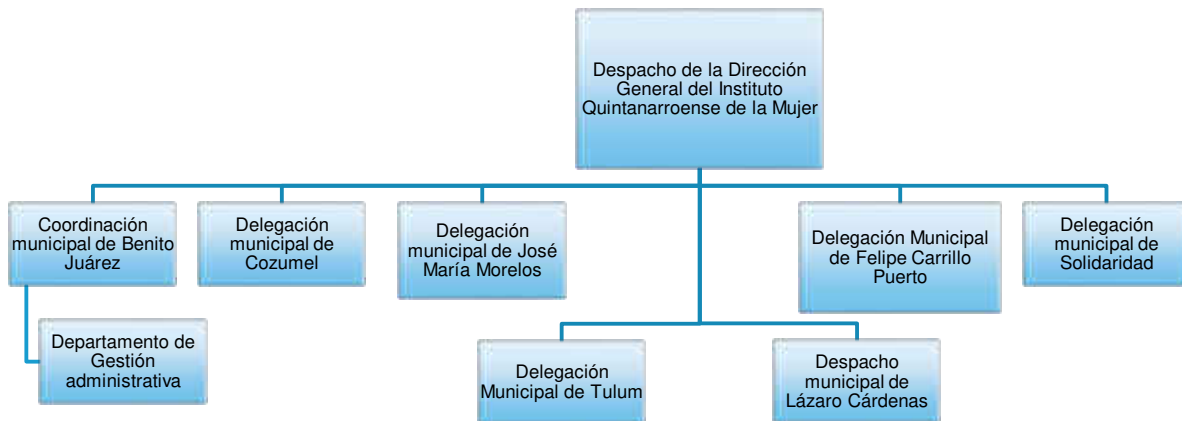 Despacho de la Dirección
General del Instituto
Quintanarroense de la Mujer
Coordinación
municipal de Benito
Juárez
Delegación
municipal de
Cozumel
Delegación
municipal de José
María Morelos
Delegación Municipal
de Felipe Carrillo
Puerto
Delegación
municipal de
Solidaridad
Departamento de
Gestión
administrativa
Delegación
Municipal de Tulum
Despacho
municipal de
Lázaro Cárdenas